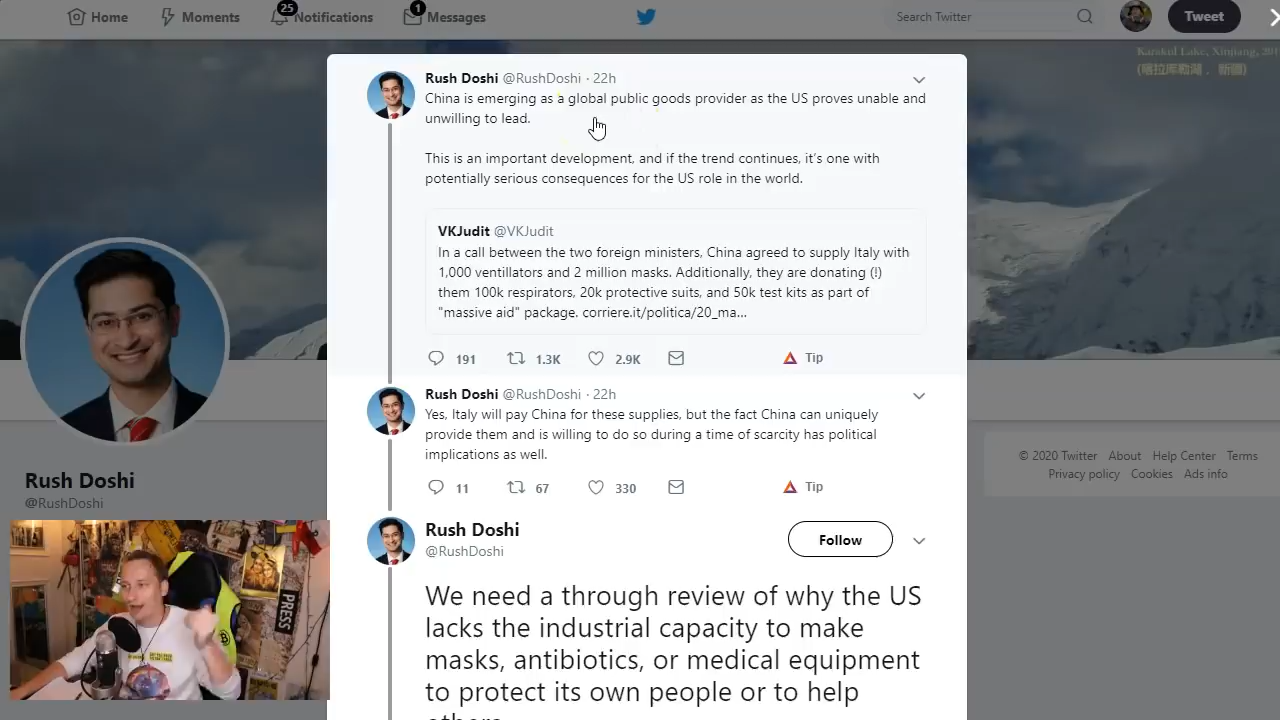 Home
Moments
25
Notifications
1
Messages
Search Twitter
Tweet
Karakul Lake, Xinjiang, 201
(喀拉库勒湖，新疆)
Rush Doshi @RushDoshi · 22h
China is emerging as a global public goods provider as the US proves unable and
unwilling to lead.
This is an important development, and if the trend continues, it's one with
potentially serious consequences for the US role in the world.
VKJudit @VKJudit
In a call between the two foreign ministers, China agreed to supply Italy with
1,000 ventillators and 2 million masks. Additionally, they are donating (!)
them 100k respirators, 20k protective suits, and 50k test kits as part of
"massive aid" package. corriere.it/politica/20_ma...
191
1.3K
2.9K
Tip
Rush Doshi @RushDoshi · 22h
Yes, Italy will pay China for these supplies, but the fact China can uniquely
provide them and is willing to do so during a time of scarcity has political
implications as well.
11
67
330
Tip
Rush Doshi
@RushDoshi
Follow
We need a through review of why the US
lacks the industrial capacity to make
masks, antibiotics, or medical equipment
to protect its own people or to help
others
Rush Doshi
@RushDoshi
© 2020 Twitter About Help Center Terms
Privacy policy Cookies Ads info
PRESS